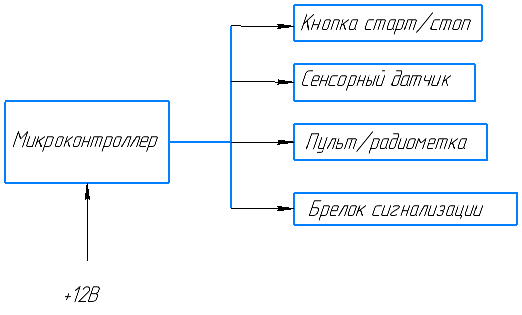 Кнопка старт/стоп
Сенсорный датчик
Микроконтроллер
Пульт/радиометка
Брелок сигнализации
+12В